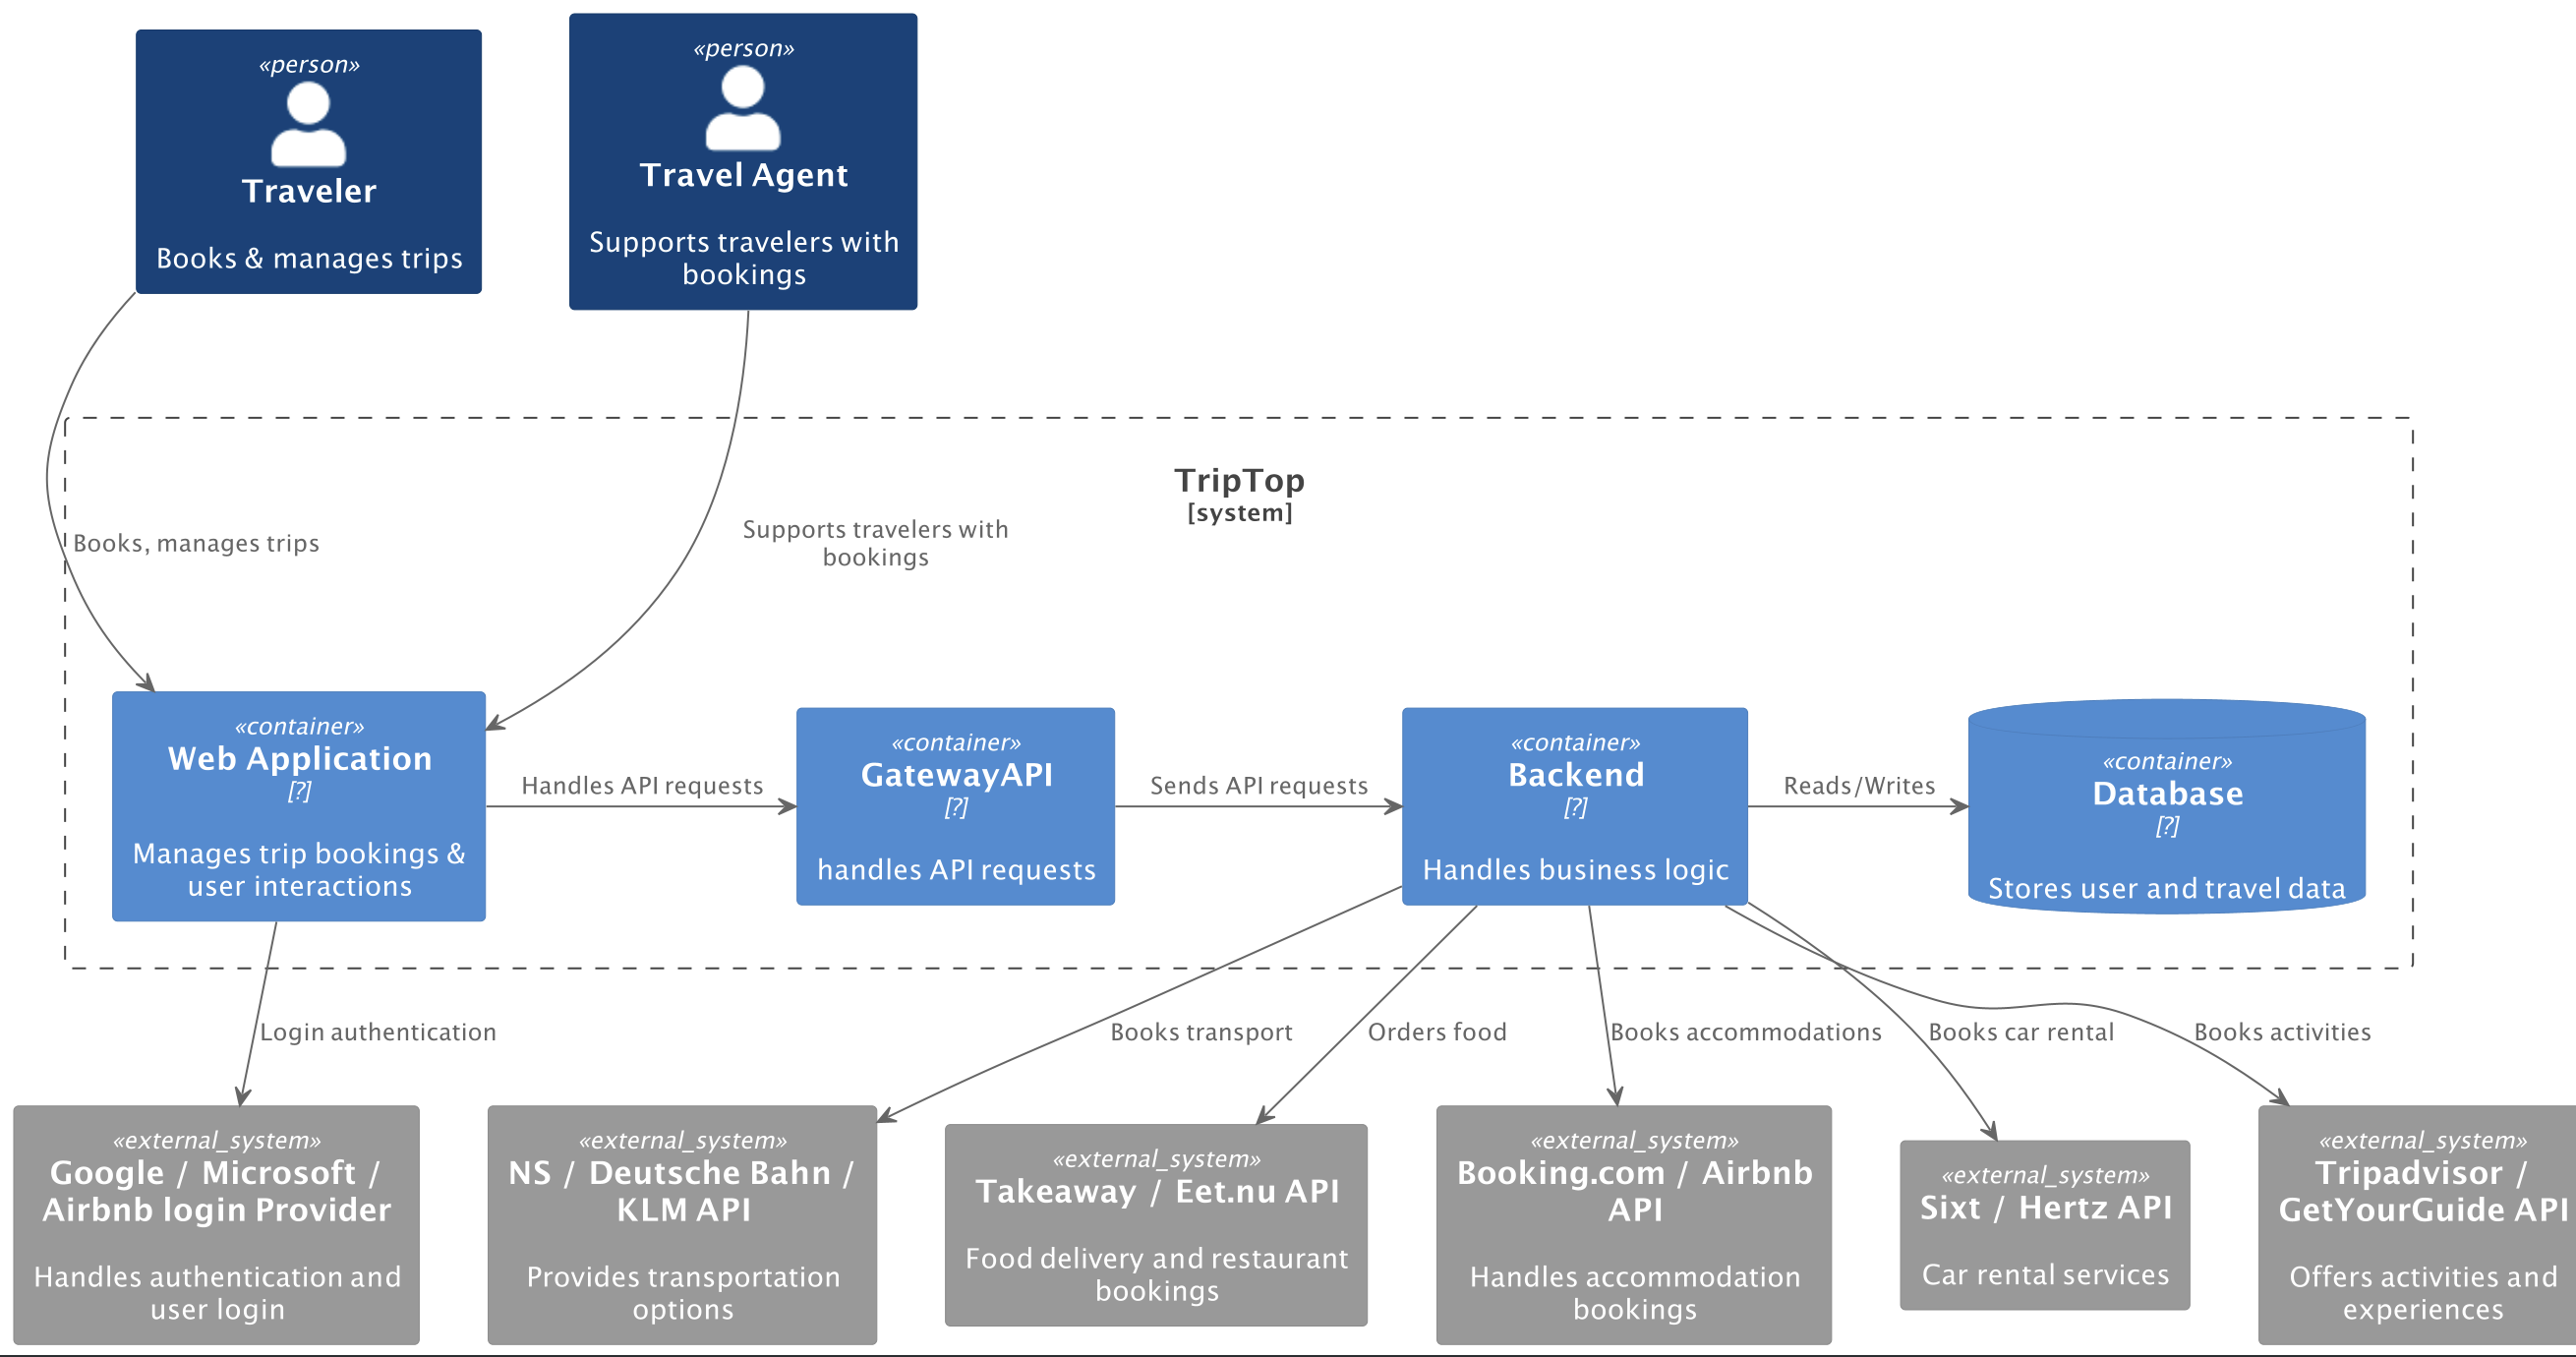 «person»
Traveler
Books & manages trips
«person»
Travel Agent
Supports travelers with
bookings
TripTop
[system]
Books, manages trips
Supports travelers with
bookings
«container»
Web Application
[?]
Manages trip bookings &
user interactions
Handles API requests
«container»
GatewayAPI
[?]
handles API requests
Sends API requests
«container»
Backend
[?]
Handles business logic
Reads/Writes
«container»
Database
[?]
Stores user and travel data
Login authentication
Books transport
Orders food
Books accommodations
Books car rental
Books activities
«external_system»
Google / Microsoft /
Airbnb login Provider
Handles authentication and
user login
«external_system»
NS / Deutsche Bahn /
KLM API
Provides transportation
options
«external_system»
Takeaway / Eet.nu API
Food delivery and restaurant
bookings
«external_system»
Booking.com / Airbnb
API
Handles accommodation
bookings
«external_system»
Sixt / Hertz API
Car rental services
«external_system»
Tripadvisor /
GetYourGuide API
Offers activities and
experiences